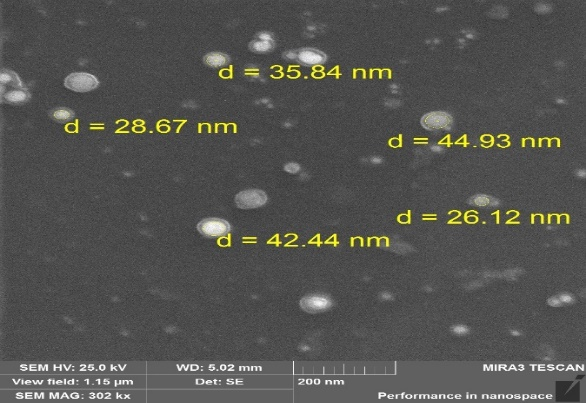 d = 35.84 nm
d = 28.67 nm
d = 44.93 nm
d = 26.12 nm
d = 42.44 nm
SEM HV: 25.0 kV WD: 5.02 mm MIRA3 TESCAN
View field: 1.15 µm Det: SE 200 nm
SEM MAG: 302 kx Performance in nanospace